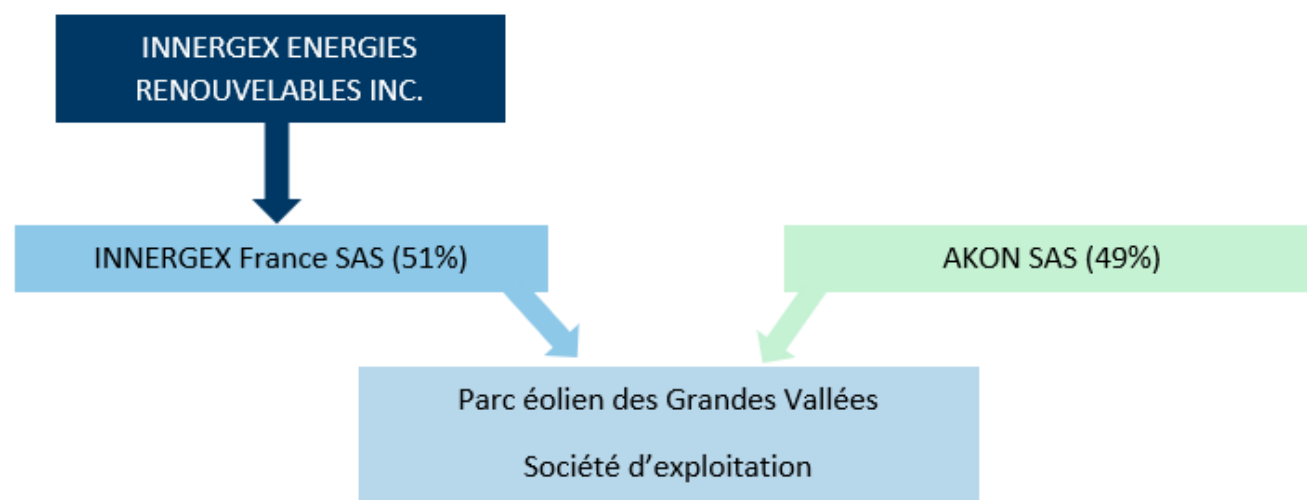 INNERGEX ENERGIES
RENOUVELABLES INC.
INNERGEX France SAS (51%)
AKON SAS (49%)
Parc éolien des Grandes Vallées
Société d’exploitation